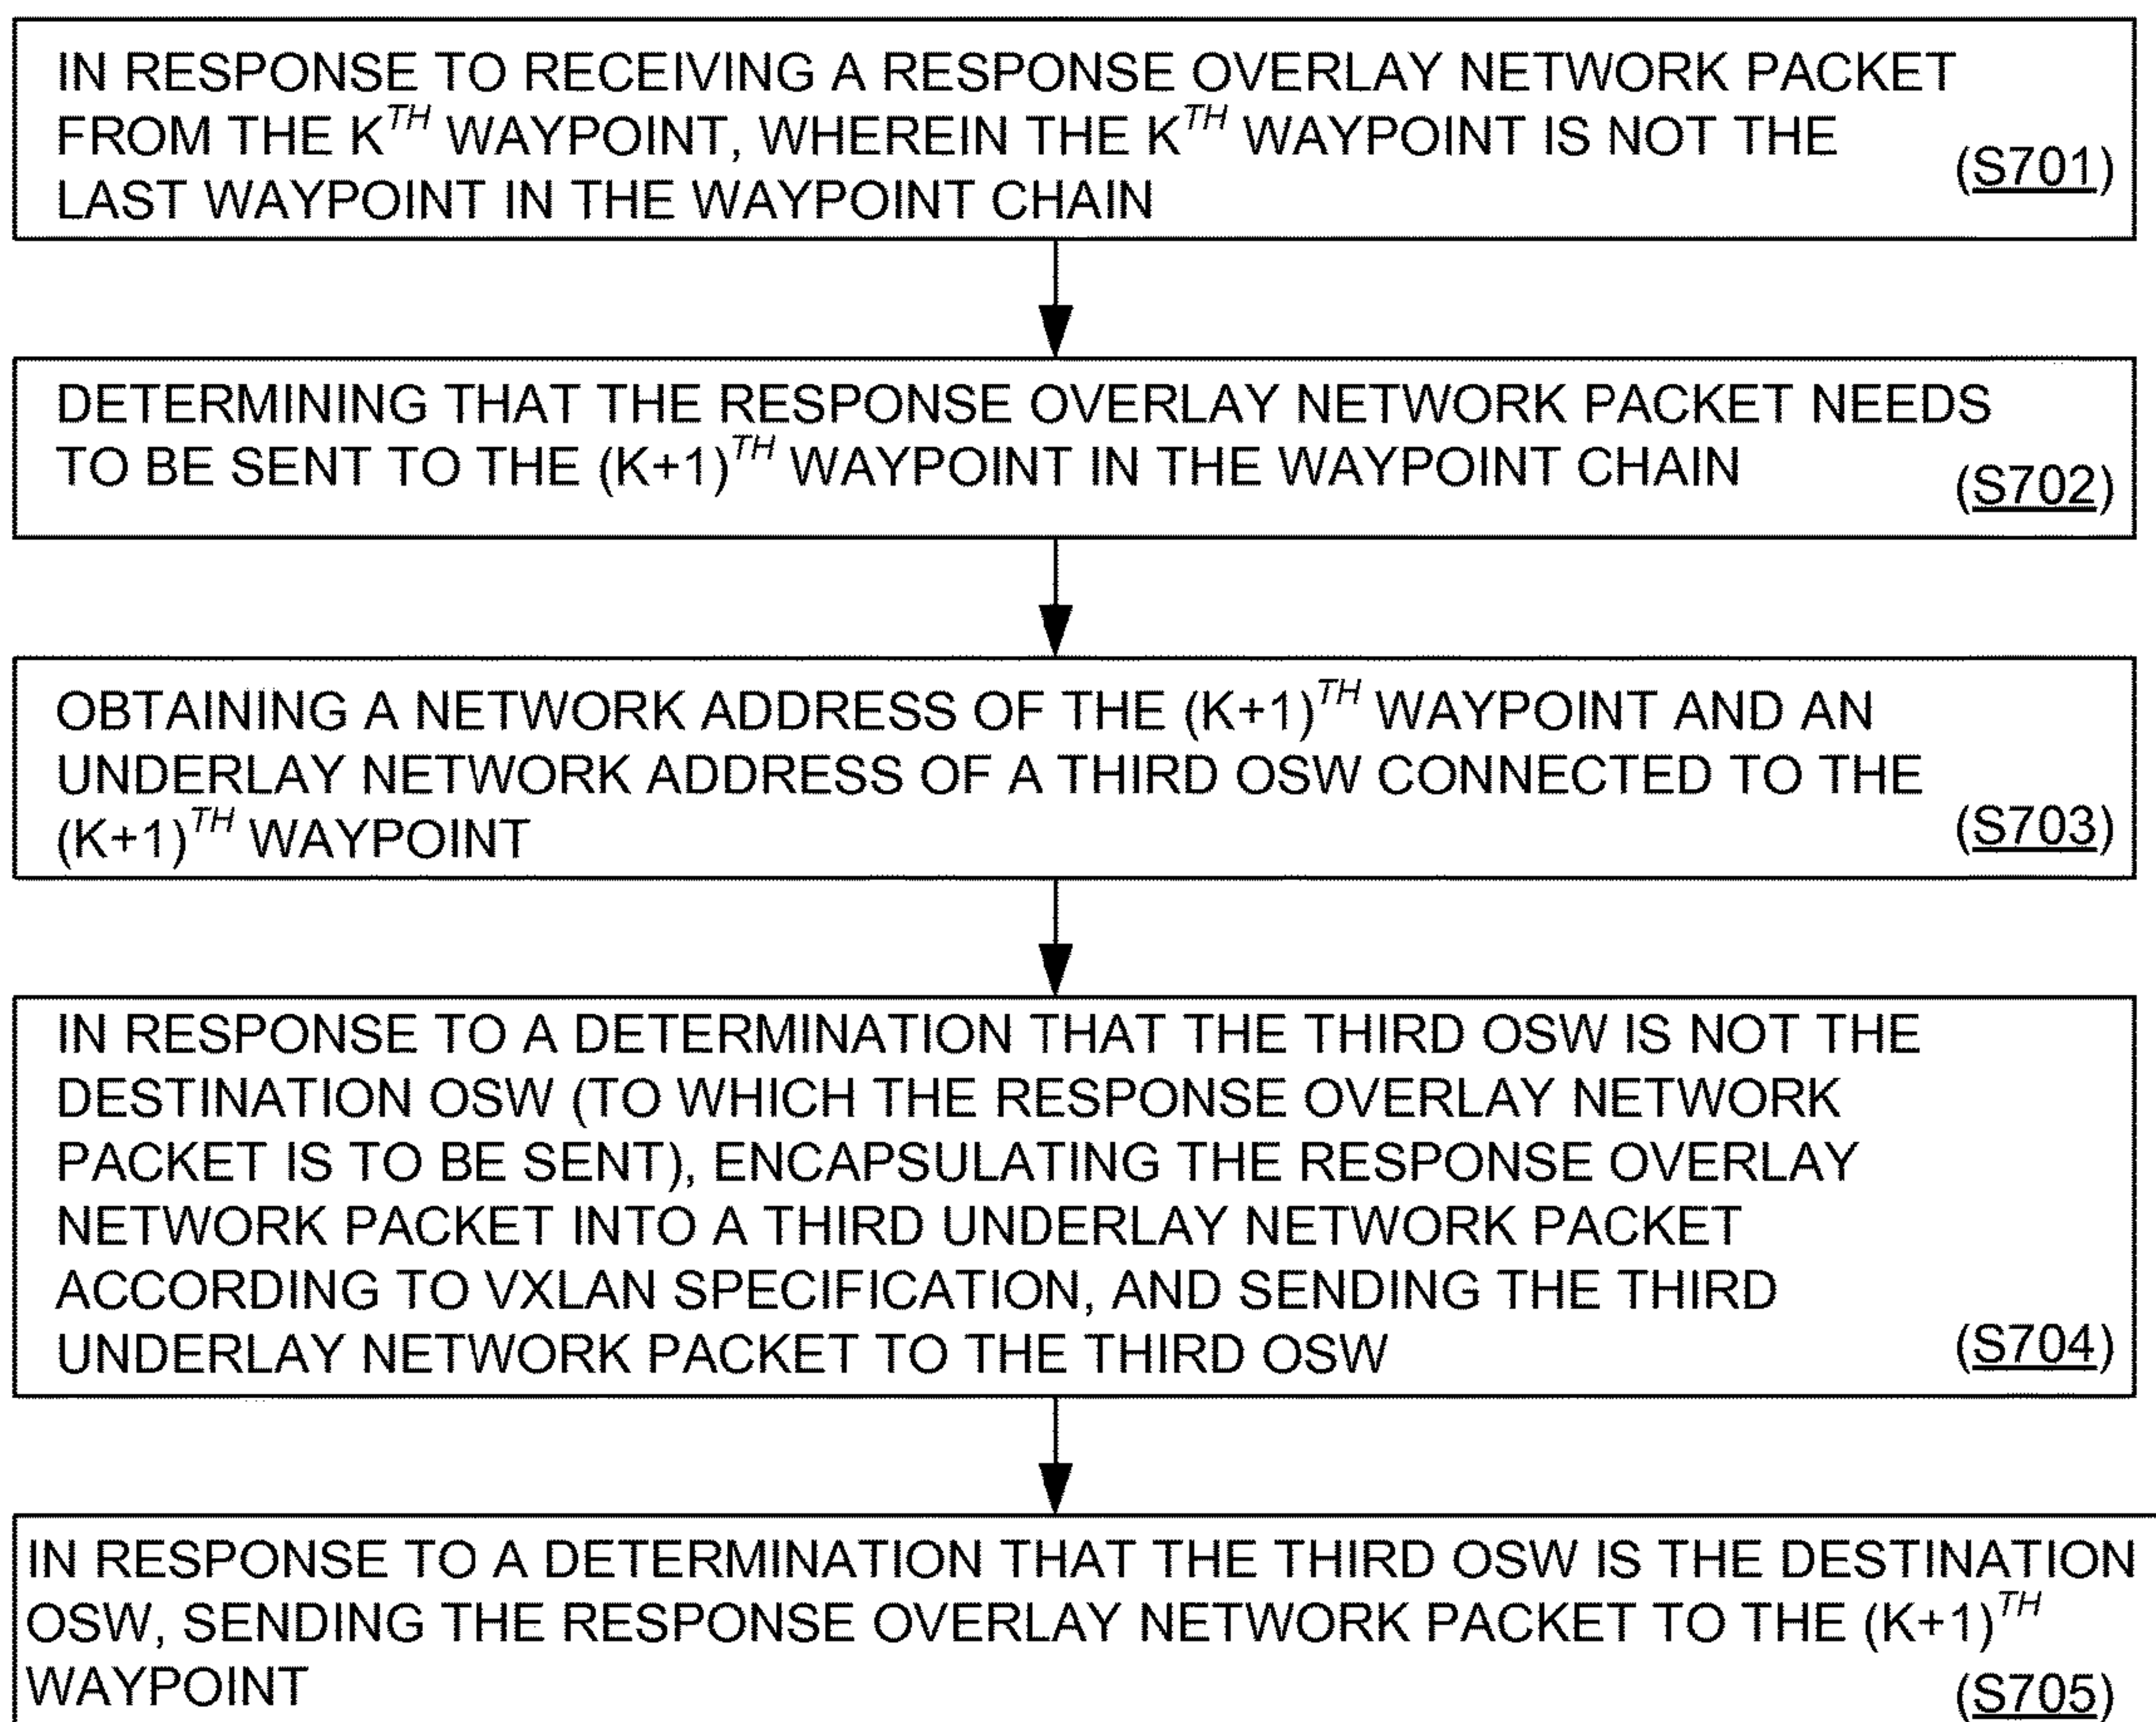 IN RESPONSE TO RECEIVING A RESPONSE OVERLAY NETWORK PACKET
FROM THE K^TH WAYPOINT, WHEREIN THE K^TH WAYPOINT IS NOT THE
LAST WAYPOINT IN THE WAYPOINT CHAIN
(S701)
DETERMINING THAT THE RESPONSE OVERLAY NETWORK PACKET NEEDS
TO BE SENT TO THE (K+1)^TH WAYPOINT IN THE WAYPOINT CHAIN
(S702)
OBTAINING A NETWORK ADDRESS OF THE (K+1)^TH WAYPOINT AND AN
UNDERLAY NETWORK ADDRESS OF A THIRD OSW CONNECTED TO THE
(K+1)^TH WAYPOINT
(S703)
IN RESPONSE TO A DETERMINATION THAT THE THIRD OSW IS NOT THE
DESTINATION OSW (TO WHICH THE RESPONSE OVERLAY NETWORK
PACKET IS TO BE SENT), ENCAPSULATING THE RESPONSE OVERLAY
NETWORK PACKET INTO A THIRD UNDERLAY NETWORK PACKET
ACCORDING TO VXLAN SPECIFICATION, AND SENDING THE THIRD
UNDERLAY NETWORK PACKET TO THE THIRD OSW
(S704)
IN RESPONSE TO A DETERMINATION THAT THE THIRD OSW IS THE DESTINATION
OSW, SENDING THE RESPONSE OVERLAY NETWORK PACKET TO THE (K+1)^TH
WAYPOINT
(S705)